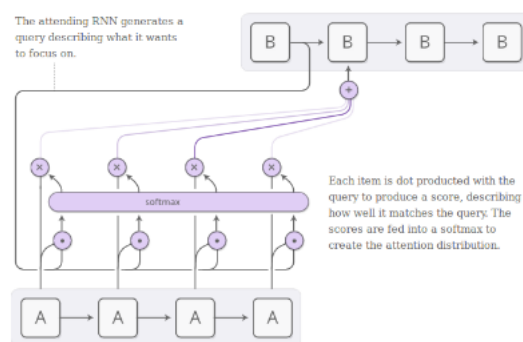 The attending RNN generates a
query describing what it wants
to focus on.
B B B B
+
× × × ×
softmax
Each item is dot producted with the
query to produce a score, describing
how well it matches the query. The
scores are fed into a softmax to
create the attention distribution.
• • • •
A A A A